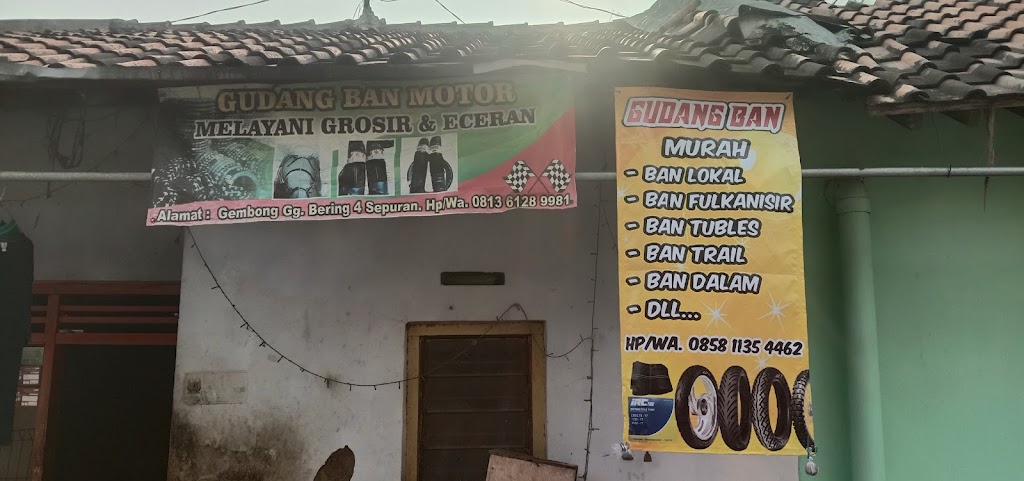 GUDANG BAN MOTOR
MELAYANI GROSIR & ECERAN
Alamat : Gembong Gg. Bering 4 Sepuran. Hp/Wa. 0813 6128 9981
GUDANG BAN
MURAH
- BAN LOKAL
- BAN FULKANISIR
- BAN TUBLES
- BAN TRAIL
- BAN DALAM
- DLL...
HP/WA. 0858 1135 4462
IRC